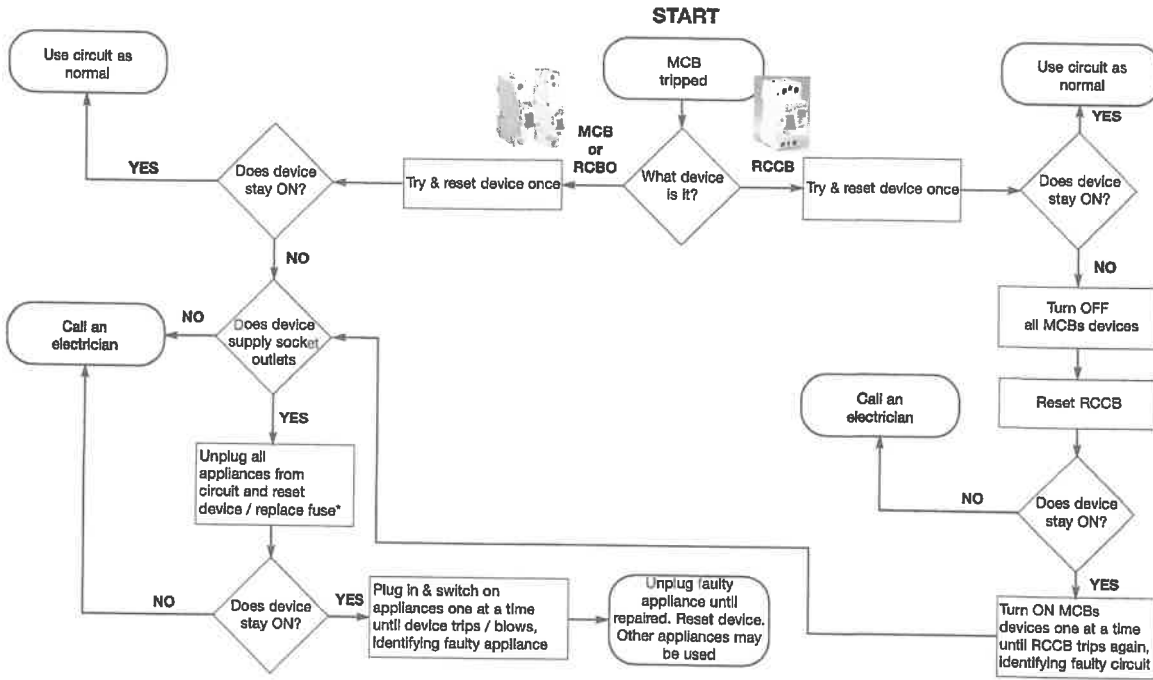 START
MCB
tripped
Use circuit as
normal
Use circuit as
normal
YES
MCB
or
RCBO
RCCB
What device
is it?
Try & reset device once
Try & reset device once
Does device
stay ON?
YES
Does device
stay ON?
NO
NO
Does device
supply socket
outlets
NO
Call an
electrician
Turn OFF
all MCBs devices
Reset RCCB
Call an
electrician
YES
Unplug all
appliances from
circuit and reset
device / replace fuse*
NO
Does device
stay ON?
YES
NO
Does device
stay ON?
YES
Plug in & switch on
appliances one at a time
until device trips / blows,
identifying faulty appliance
Unplug faulty
appliance until
repaired. Reset device.
Other appliances may
be used
Turn ON MCBs
devices one at a time
until RCCB trips again,
identifying faulty circuit